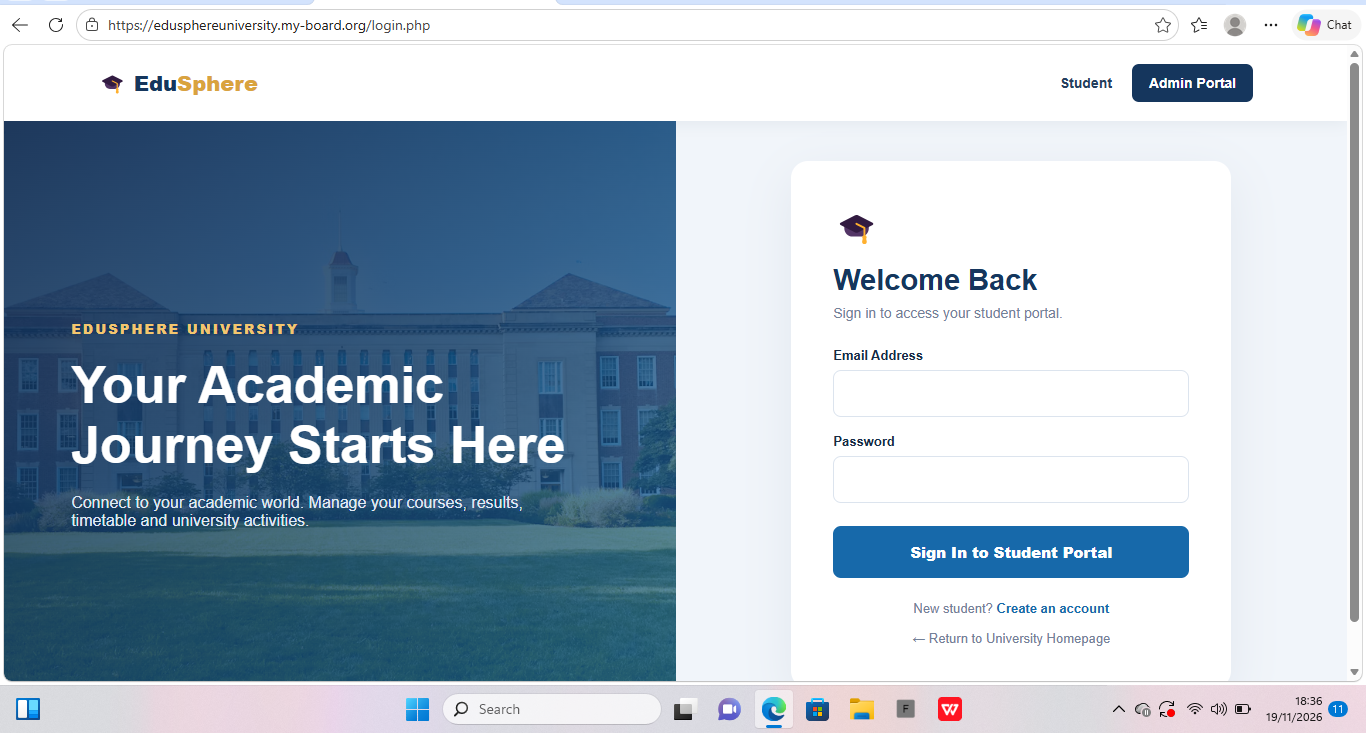 https://edusphereuniversity.my-board.org/login.php
Chat
EduSphere
Student
Admin Portal
EDUSPHERE UNIVERSITY
Your Academic
Journey Starts Here
Connect to your academic world. Manage your courses, results,
timetable and university activities.
Welcome Back
Sign in to access your student portal.
Email Address
Password
Sign In to Student Portal
New student? Create an account
← Return to University Homepage
Search
F
W
18:36
19/11/2026
11